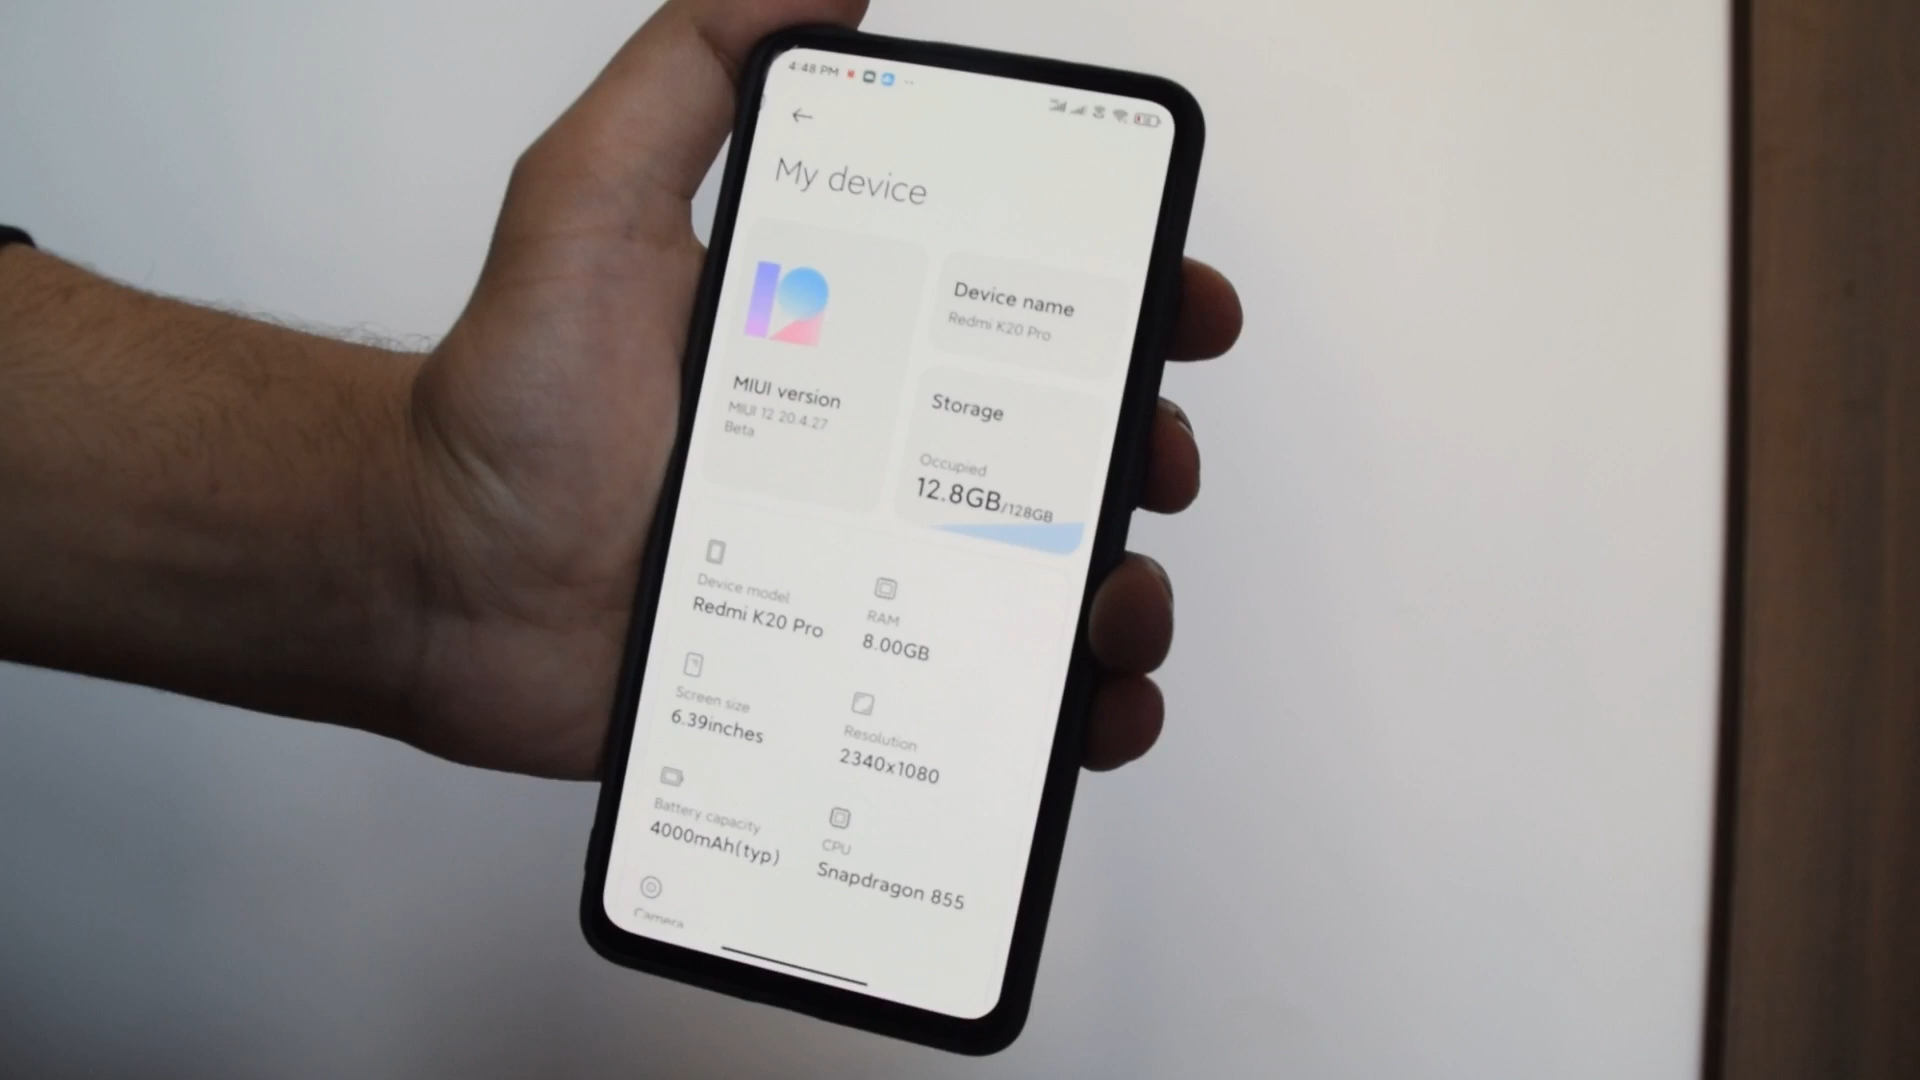 4:48 PM
My device
12
MIUI version
MIUI 12 20.4.27
Beta
Device name
Redmi K20 Pro
Storage
Occupied
12.8GB/128GB
Device model
Redmi K20 Pro
RAM
8.00GB
Screen size
6.39inches
Resolution
2340x1080
Battery capacity
4000mAh(typ)
CPU
Snapdragon 855
Camera